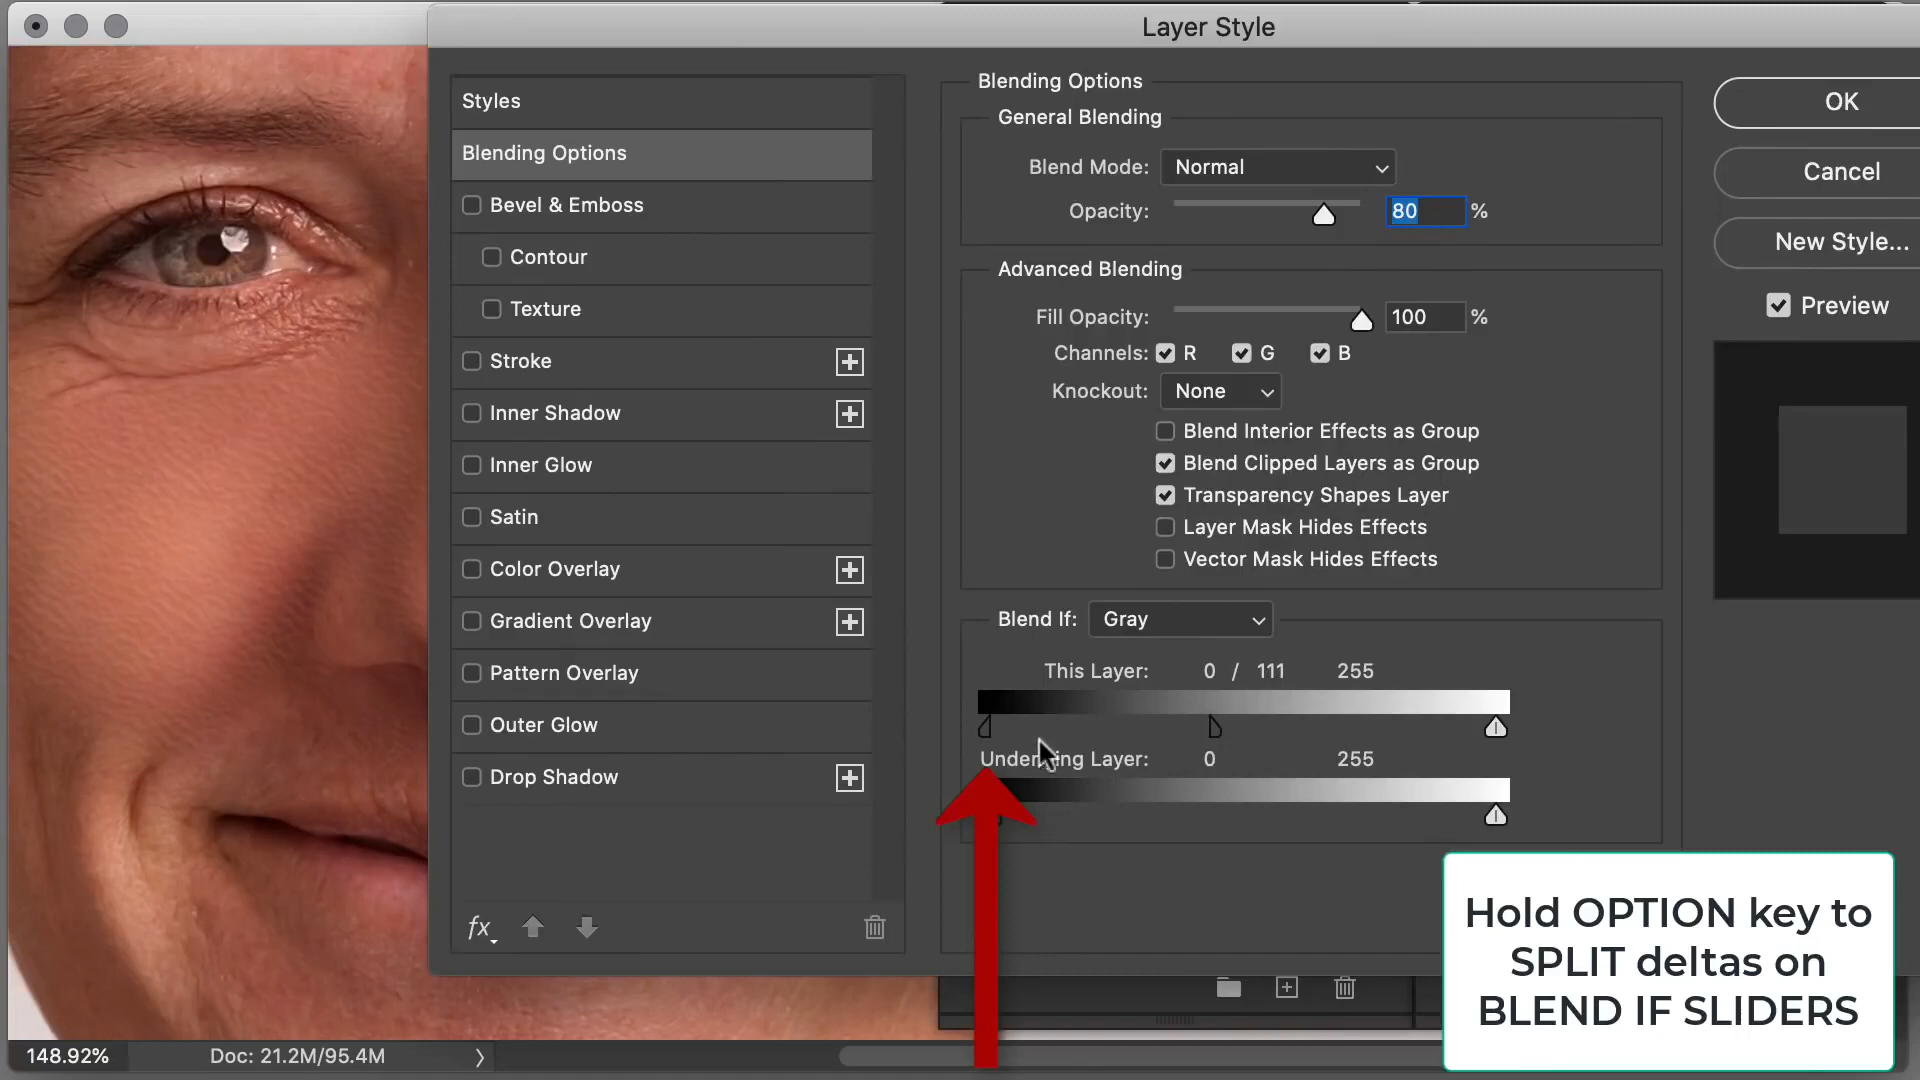 Layer Style
Styles
Blending Options
Bevel & Emboss
Contour
Texture
Stroke
Inner Shadow
Inner Glow
Satin
Color Overlay
Gradient Overlay
Pattern Overlay
Outer Glow
Drop Shadow
fx
Blending Options
General Blending
Blend Mode: Normal
Opacity: 80 %
Advanced Blending
Fill Opacity: 100 %
Channels: R G B
Knockout: None
Blend Interior Effects as Group
Blend Clipped Layers as Group
Transparency Shapes Layer
Layer Mask Hides Effects
Vector Mask Hides Effects
Blend If: Gray
This Layer: 0 / 111 255
Layer: 0 255
OK
Cancel
New Style...
Preview
Hold OPTION key to
SPLIT deltas on
BLEND IF SLIDERS
148.92% Doc: 21.2M/95.4M